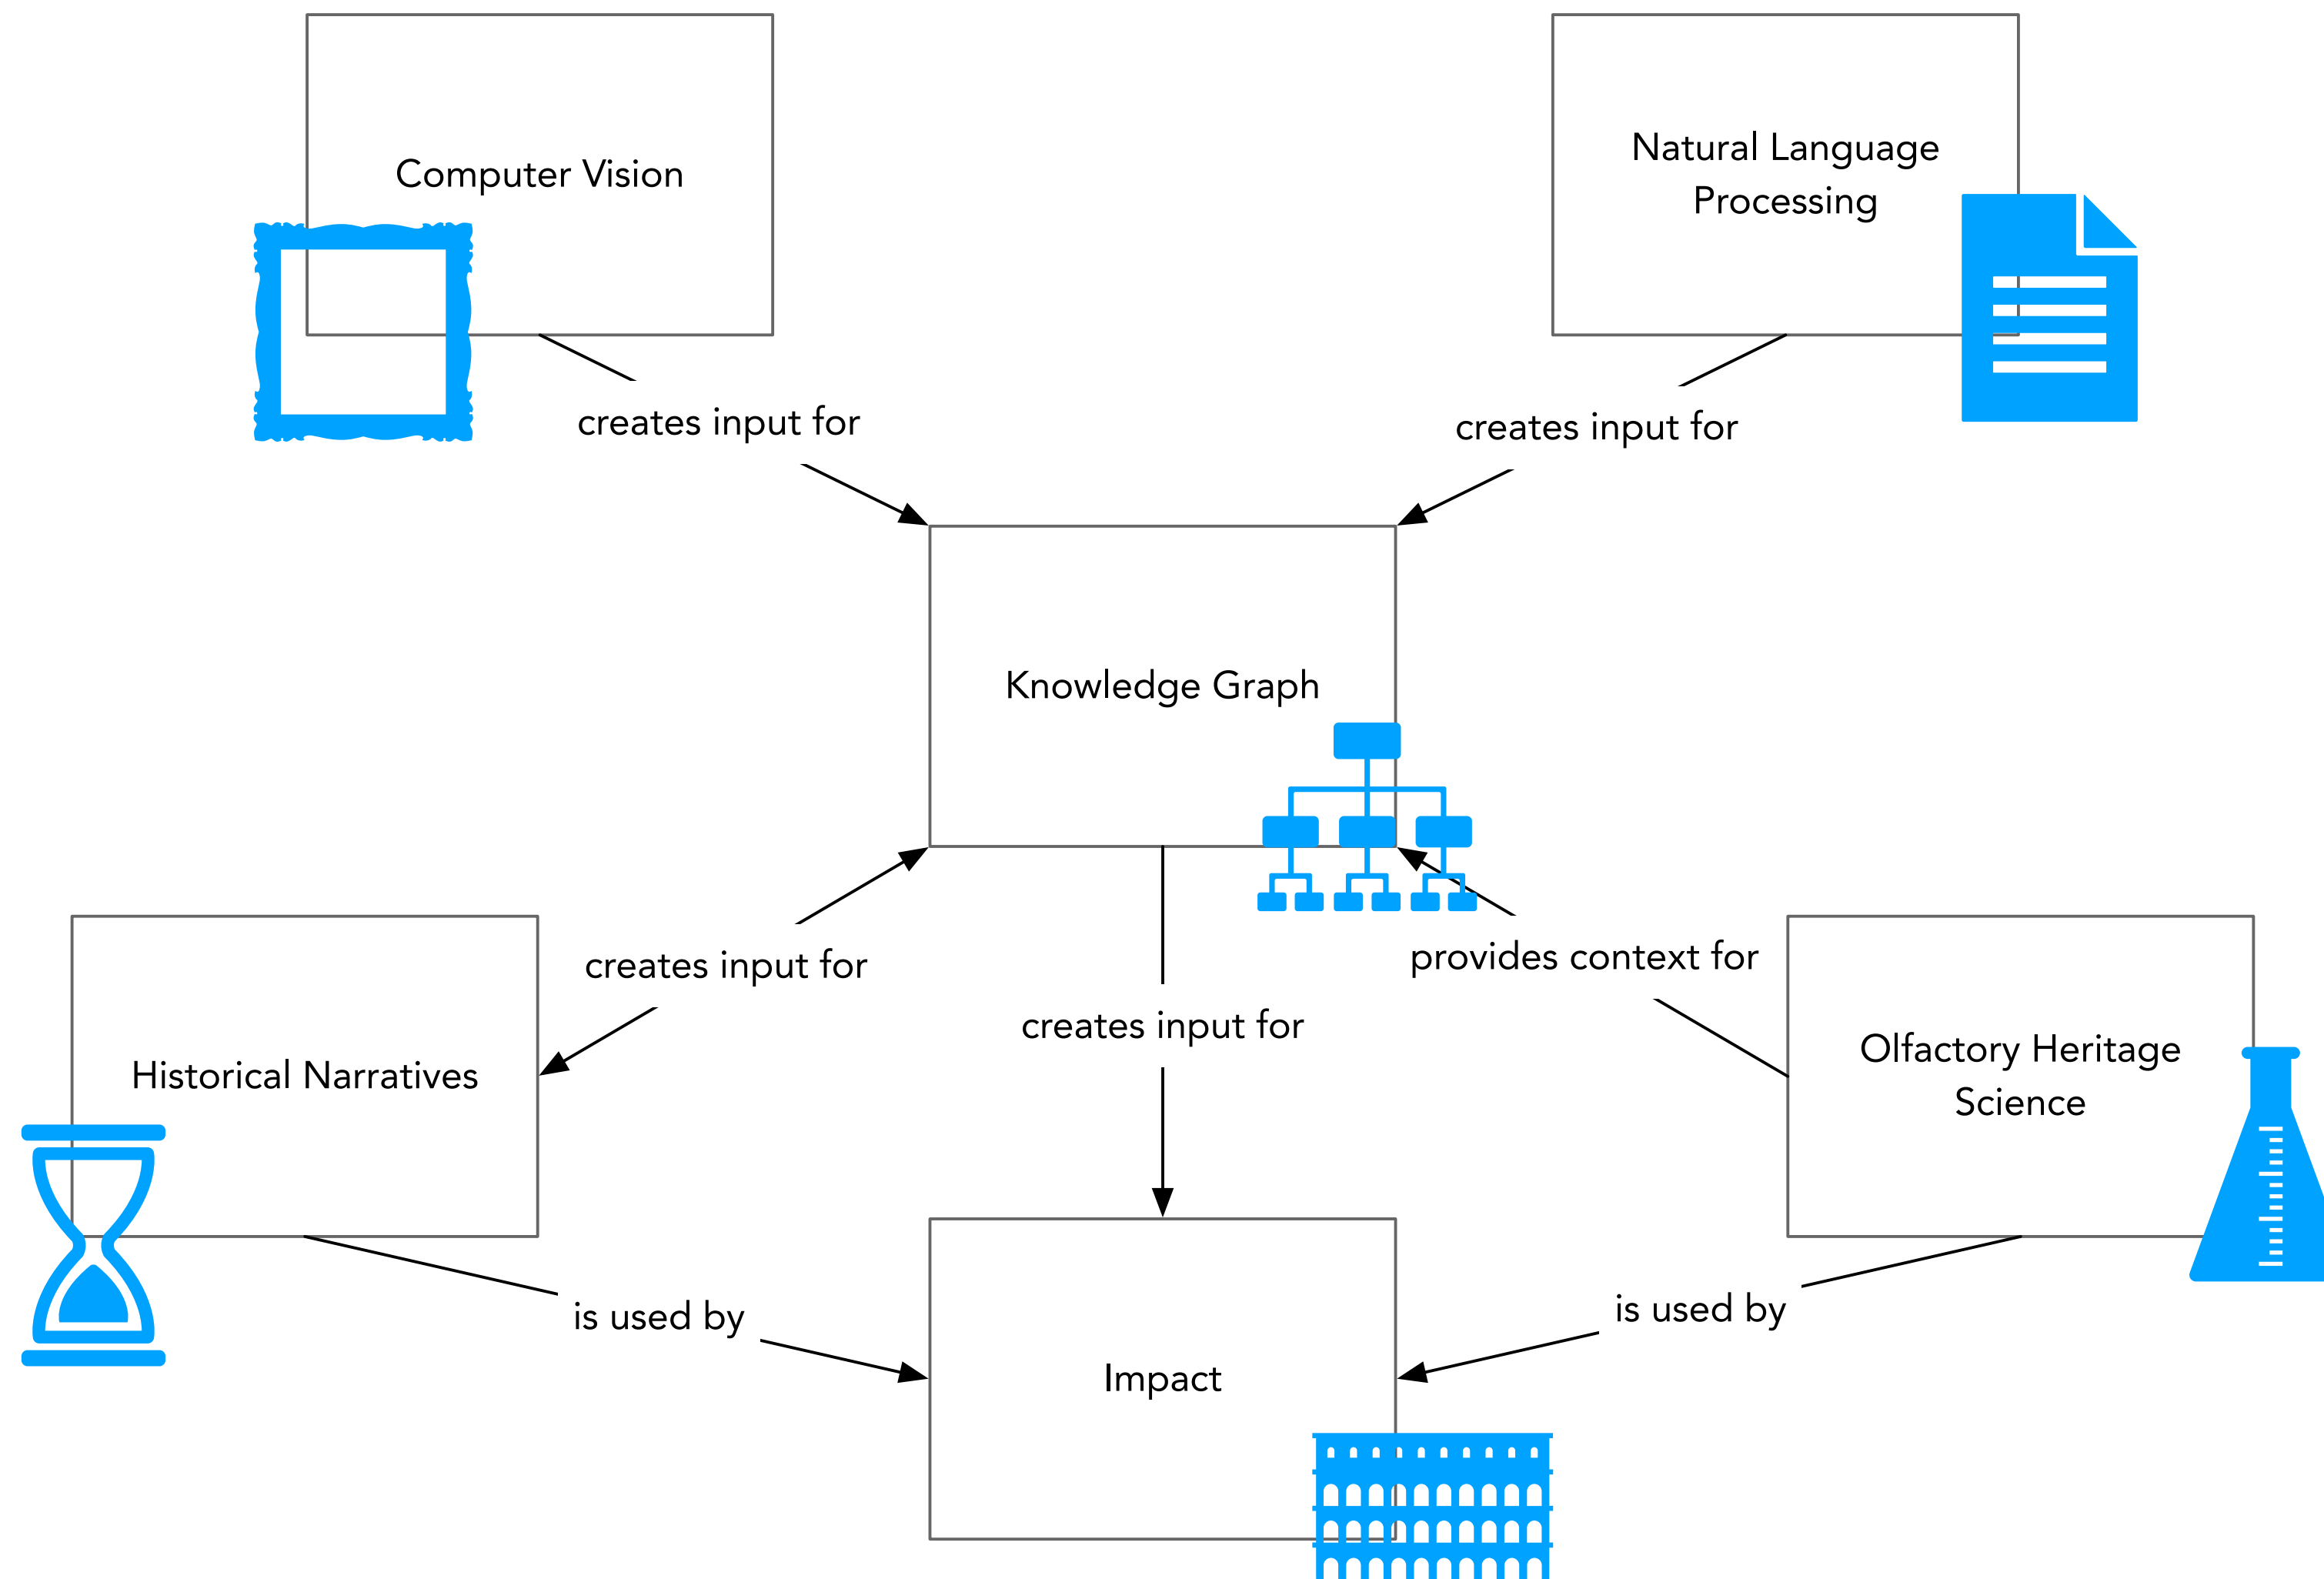 Computer Vision
Natural Language
Processing
creates input for
creates input for
Knowledge Graph
creates input for
provides context for
creates input for
Historical Narratives
Olfactory Heritage
Science
is used by
is used by
Impact